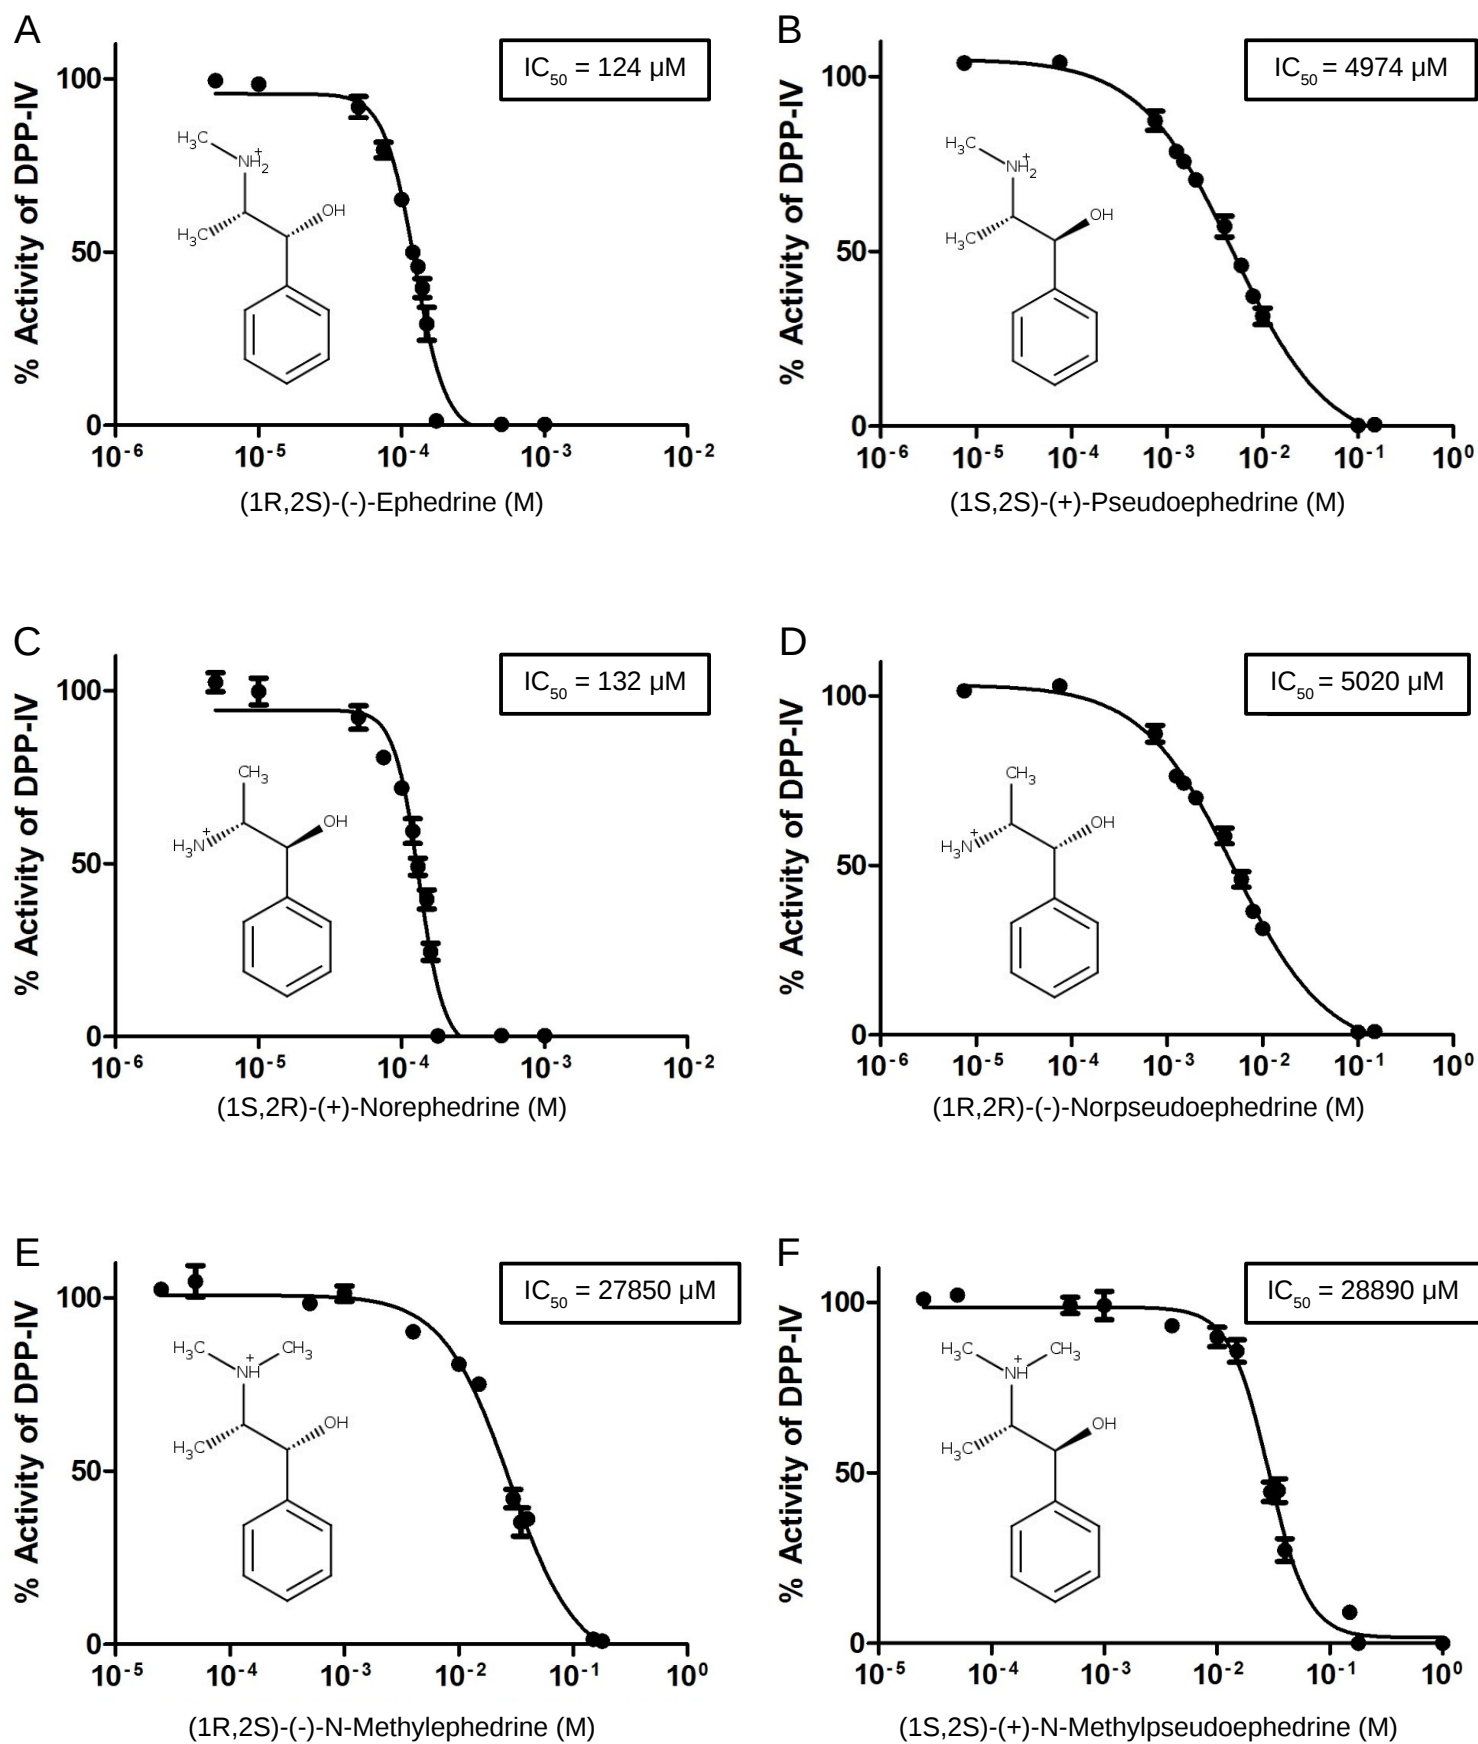 A
IC50 = 124 µM
% Activity of DPP-IV
100
50
0
H3C
NH2+
H3C
OH
10-6 10-5 10-4 10-3 10-2
(1R,2S)-(-)-Ephedrine (M)
B
IC50 = 4974 µM
% Activity of DPP-IV
100
50
0
H3C
NH2+
H3C
OH
10-6 10-5 10-4 10-3 10-2 10-1 100
(1S,2S)-(+)-Pseudoephedrine (M)
C
IC50 = 132 µM
% Activity of DPP-IV
100
50
0
CH3
H3N+
OH
10-6 10-5 10-4 10-3 10-2
(1S,2R)-(+)-Norephedrine (M)
D
IC50 = 5020 µM
% Activity of DPP-IV
100
50
0
CH3
H3N+
OH
10-6 10-5 10-4 10-3 10-2 10-1 100
(1R,2R)-(-)-Norpseudoephedrine (M)
E
IC50 = 27850 µM
% Activity of DPP-IV
100
50
0
H3C
CH3
NH+
H3C
OH
10-5 10-4 10-3 10-2 10-1 100
(1R,2S)-(-)-N-Methylephedrine (M)
F
IC50 = 28890 µM
% Activity of DPP-IV
100
50
0
H3C
CH3
NH+
H3C
OH
10-5 10-4 10-3 10-2 10-1 100
(1S,2S)-(+)-N-Methylpseudoephedrine (M)